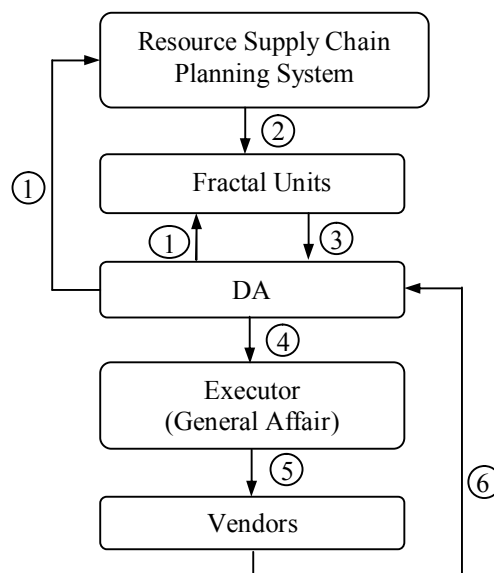 Resource Supply Chain
Planning System
②
①
Fractal Units
①
③
DA
④
Executor
(General Affair)
⑤
⑥
Vendors